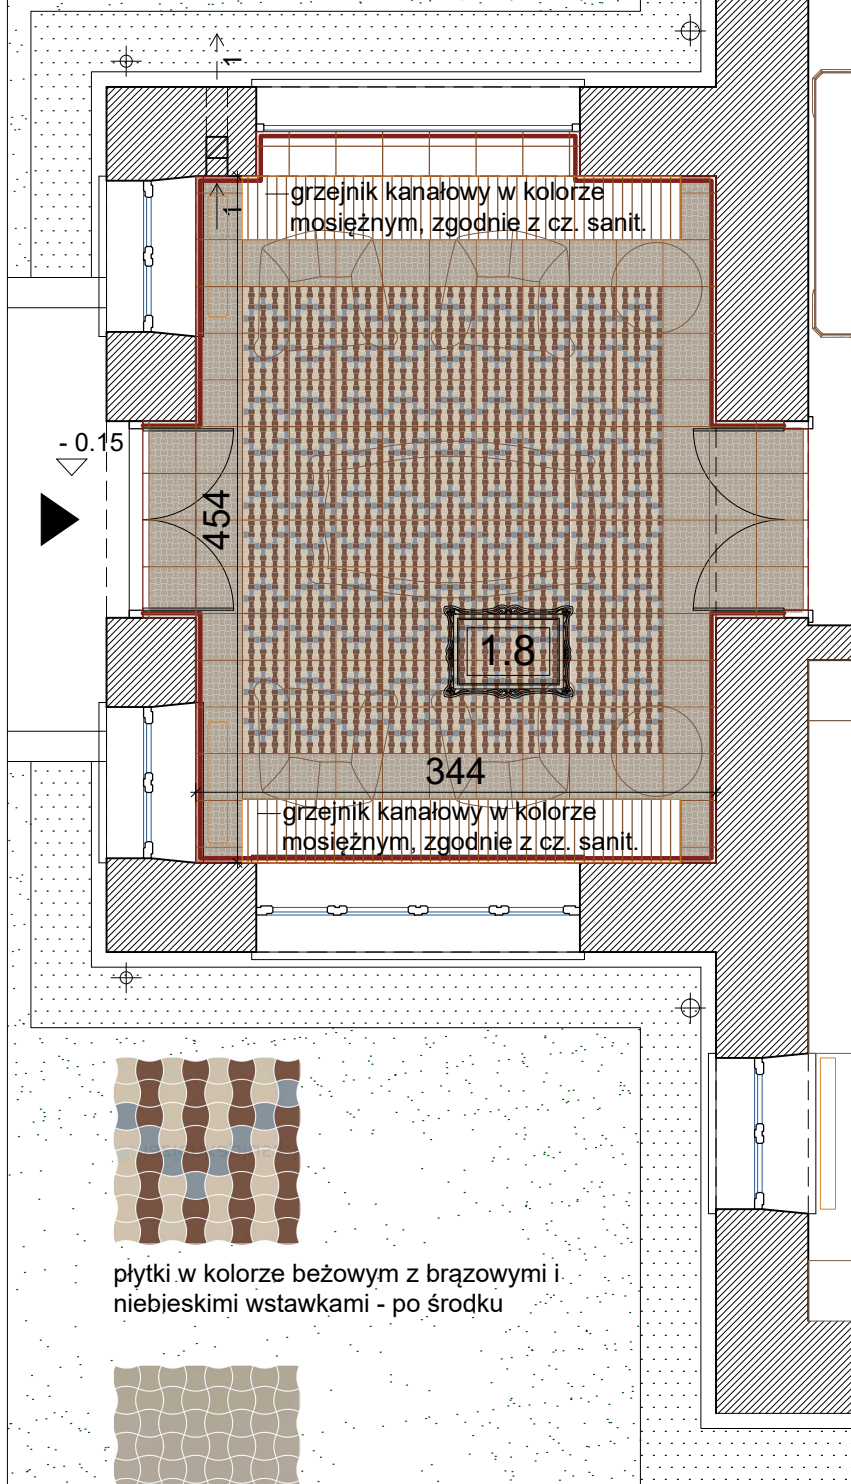 1
1
grzejnik kanałowy w kolorze
mosiężnym, zgodnie z cz. sanit.
- 0.15
454
1.8
344
grzejnik kanałowy w kolorze
mosiężnym, zgodnie z cz. sanit.
płytki w kolorze beżowym z brązowymi i
niebieskimi wstawkami - po środku